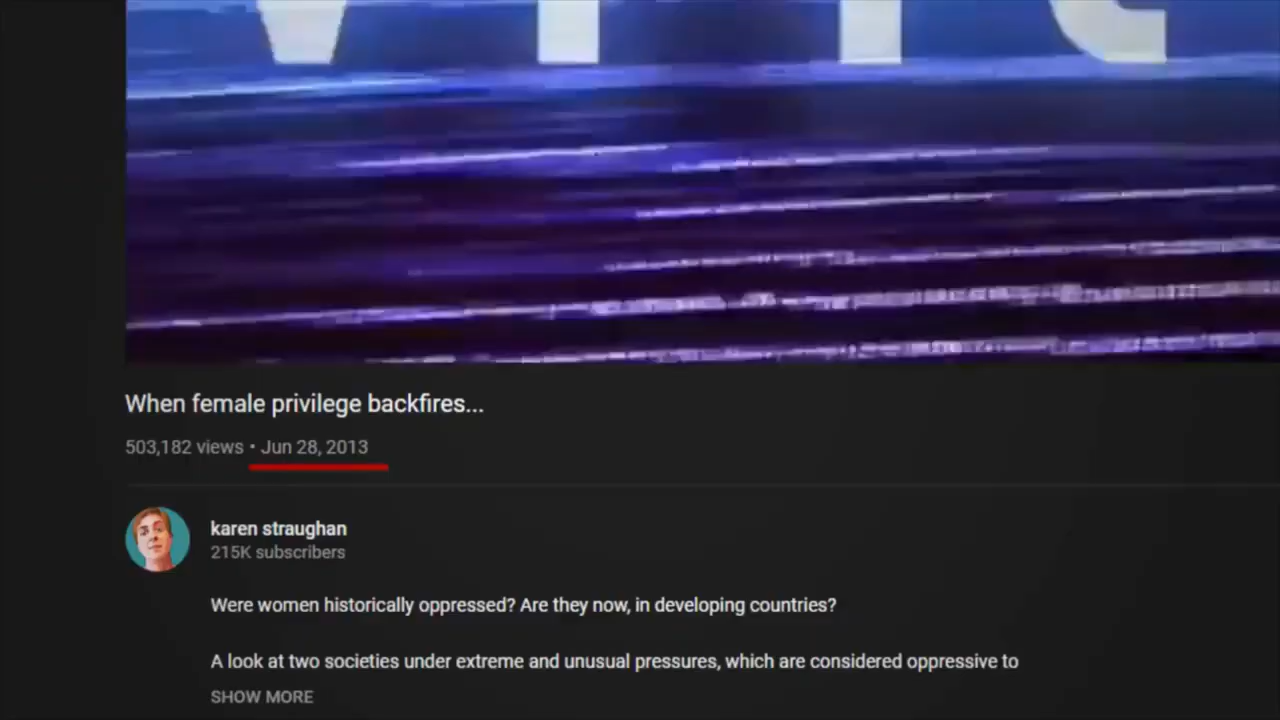 When female privilege backfires...
503,182 views • Jun 28, 2013
karen straughan
215K subscribers
Were women historically oppressed? Are they now, in developing countries?
A look at two societies under extreme and unusual pressures, which are considered oppressive to
SHOW MORE